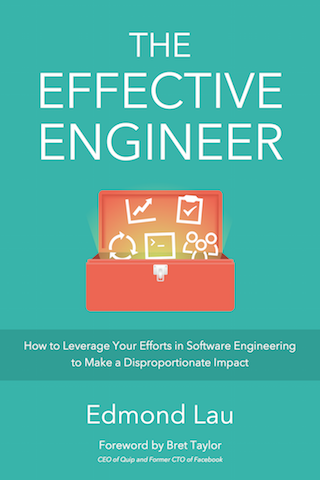 THE
EFFECTIVE
ENGINEER
>_
How to Leverage Your Efforts in Software Engineering
to Make a Disproportionate Impact
Edmond Lau
Foreword by Bret Taylor
CEO of Quip and Former CTO of Facebook